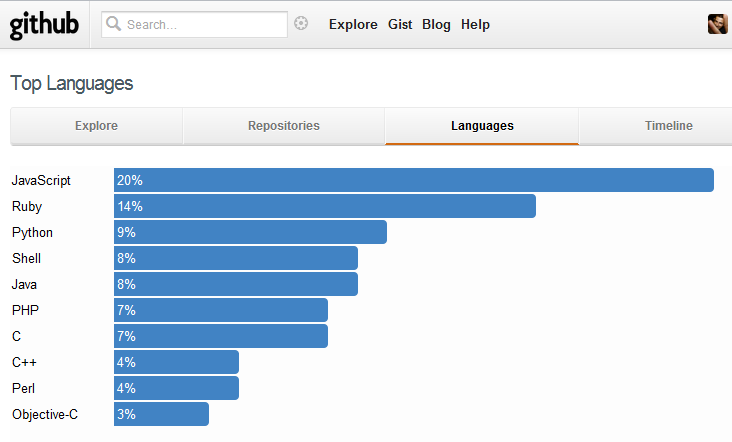 github Search... Explore Gist Blog Help
Top Languages
Explore Repositories Languages Timeline
JavaScript 20%
Ruby 14%
Python 9%
Shell 8%
Java 8%
PHP 7%
C 7%
C++ 4%
Perl 4%
Objective-C 3%